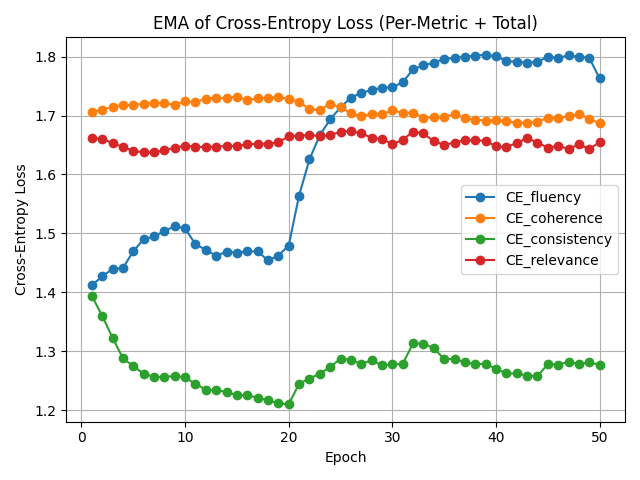 EMA of Cross-Entropy Loss (Per-Metric + Total)
Cross-Entropy Loss
1.8
1.7
1.6
1.5
1.4
1.3
1.2
CE_fluency
CE_coherence
CE_consistency
CE_relevance
0 10 20 30 40 50
Epoch